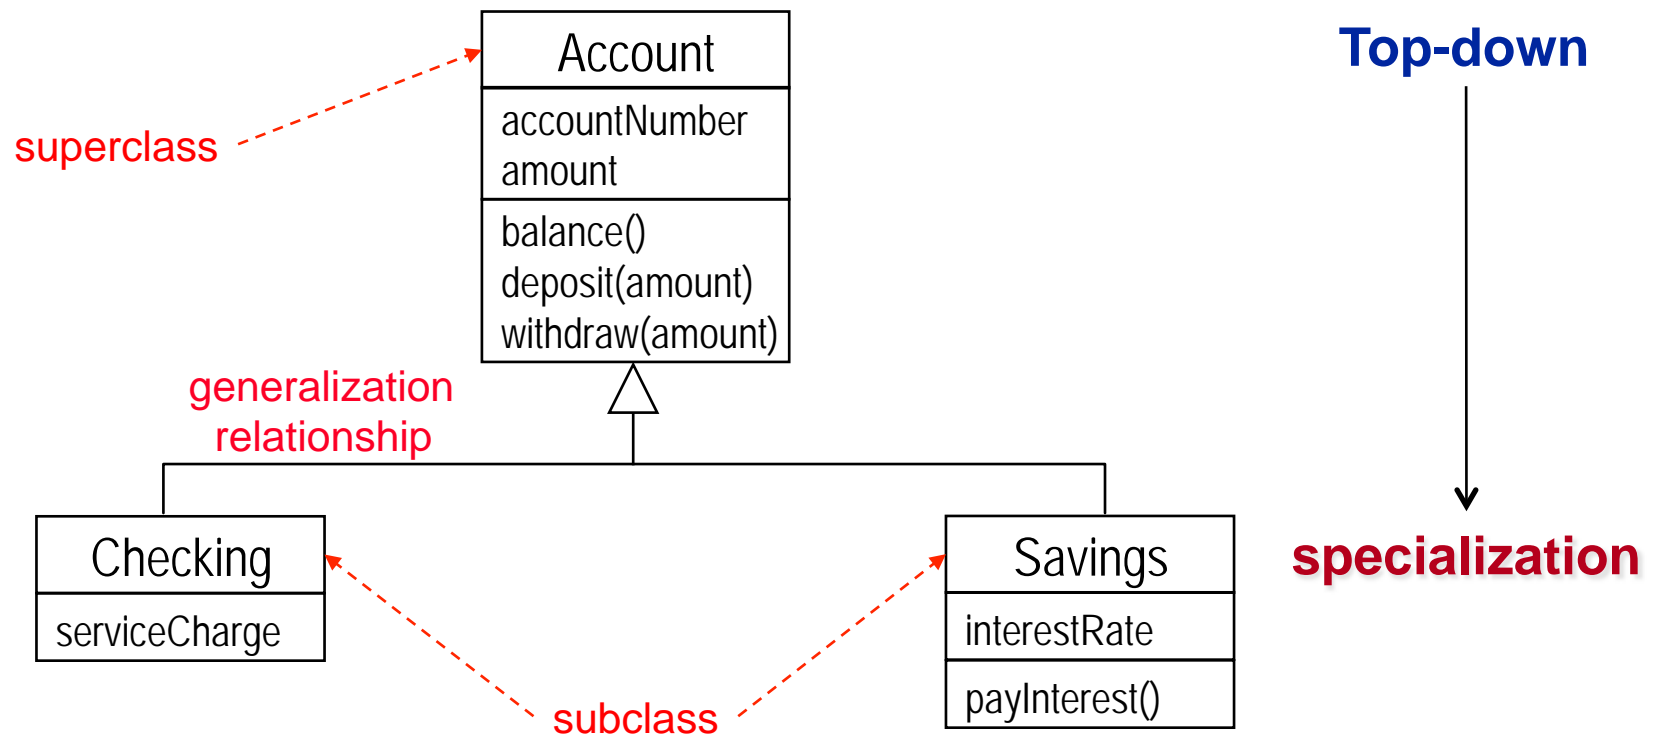 Account
accountNumber
amount
balance()
deposit(amount)
withdraw(amount)
superclass
generalization
relationship
Checking
serviceCharge
subclass
Savings
interestRate
payInterest()
Top-down
specialization